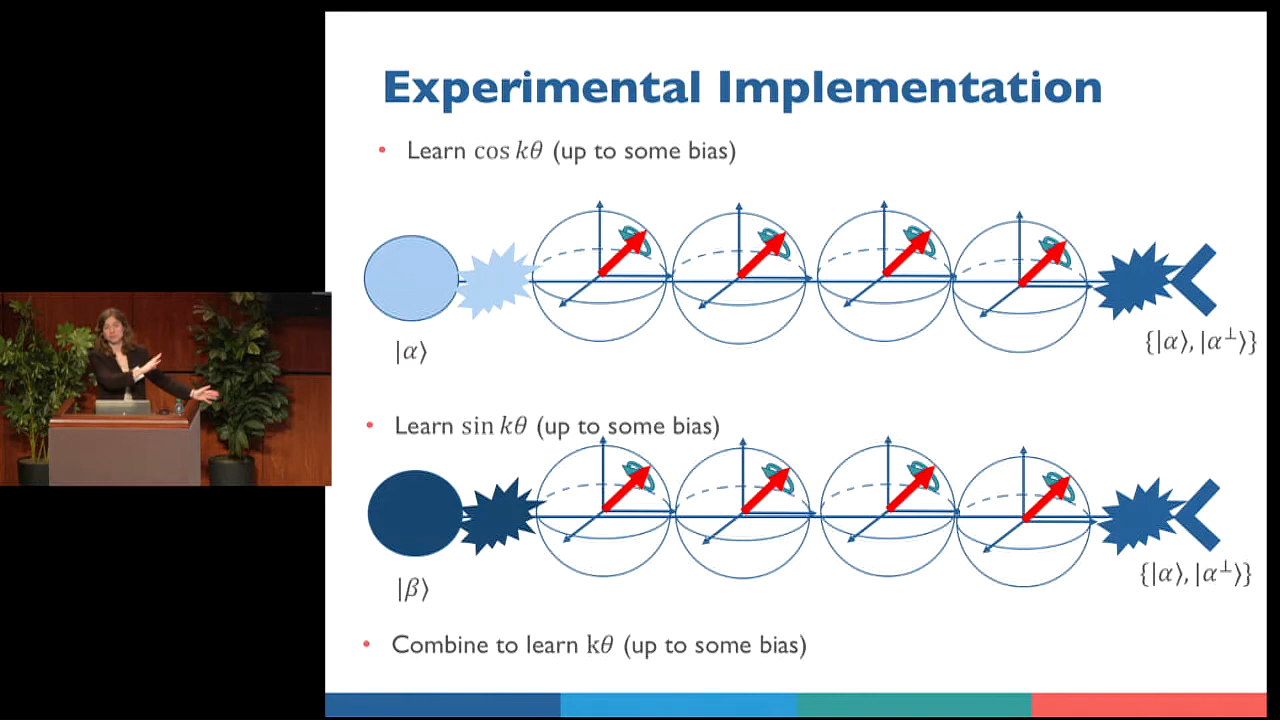 Experimental Implementation
• Learn cos kθ (up to some bias)
|α⟩
{|α⟩, |α⊥⟩}
• Learn sin kθ (up to some bias)
|β⟩
{|α⟩, |α⊥⟩}
• Combine to learn kθ (up to some bias)